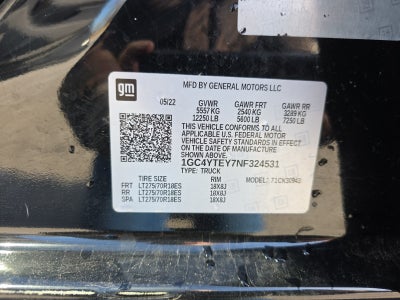 gm
MFD BY GENERAL MOTORS LLC
05/22 GVWR GAWR FRT GAWR RR
5557 KG 2540 KG 3289 KG
12250 LB 5600 LB 7250 LB
THIS VEHICLE CONFORMS TO ALL
APPLICABLE U.S. FEDERAL MOTOR
VEHICLE SAFETY STANDARDS IN EFFECT
ON THE DATE OF MANUFACTURE
SHOWN ABOVE.
1GC4YTEY7NF324531
TYPE: TRUCK
TIRE SIZE RIM MODEL:
FRT LT275/70R18ES 18X8J
RR LT275/70R18ES 18X8J
SPA LT275/70R18ES 18X8J